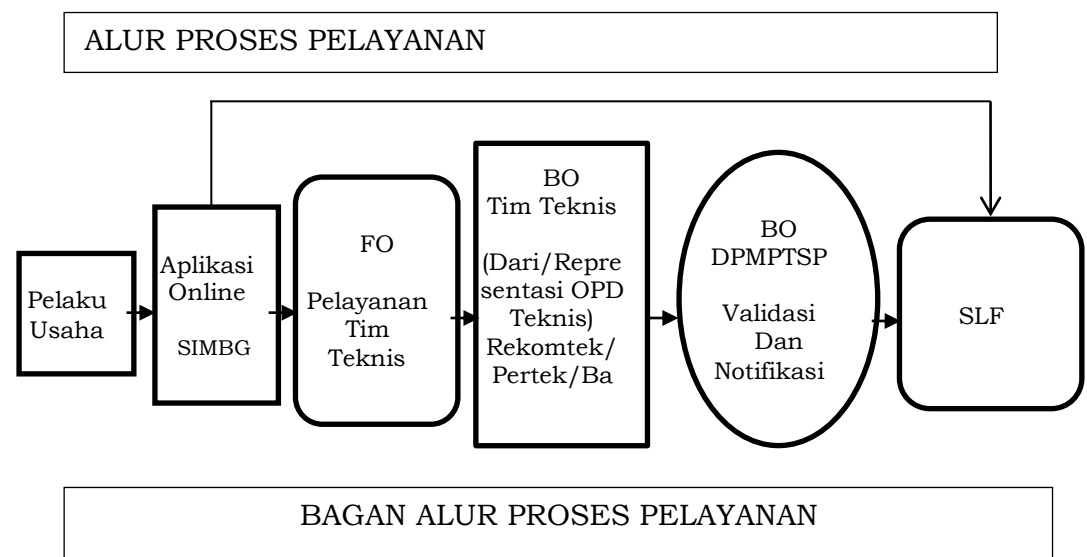 ALUR PROSES PELAYANAN
Pelaku
Usaha
Aplikasi
Online
SIMBG
FO
Pelayanan
Tim
Teknis
BO
Tim Teknis
(Dari/Repre
sentasi OPD
Teknis)
Rekomtek/
Pertek/Ba
BO
DPMPTSP
Validasi
Dan
Notifikasi
SLF
BAGAN ALUR PROSES PELAYANAN